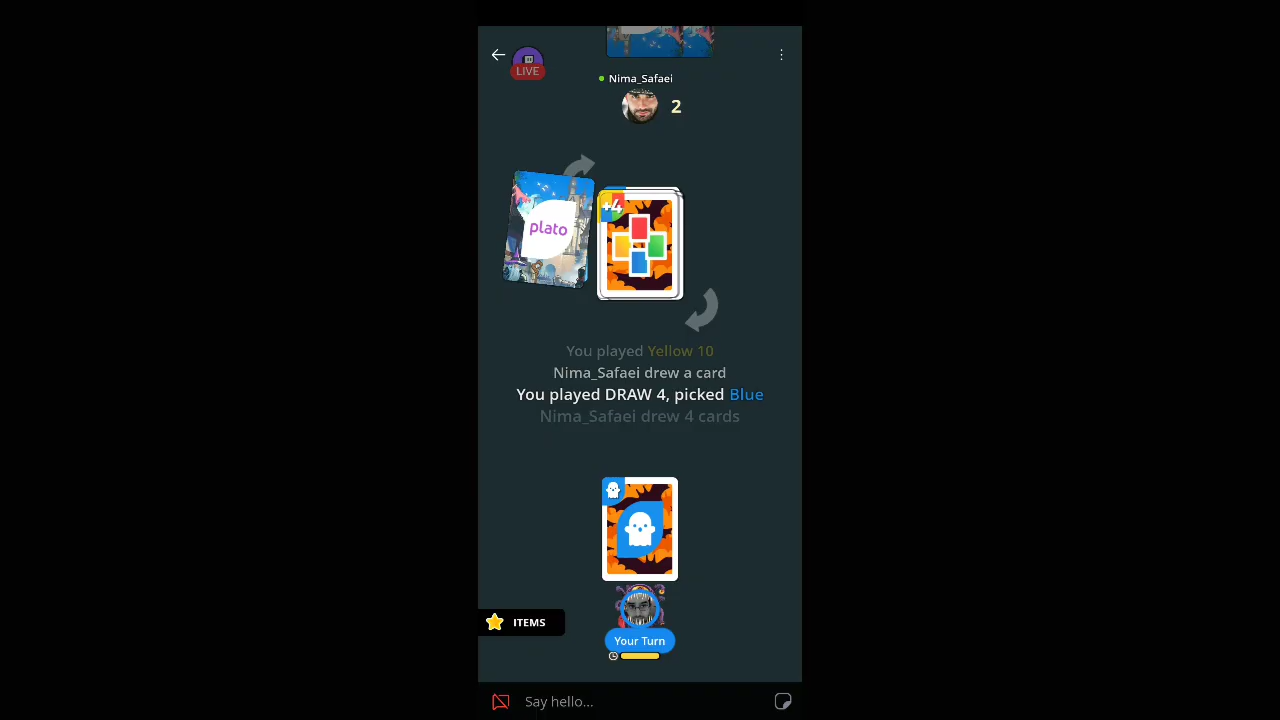 LIVE
Nima_Safaei
2
plato
+4
You played Yellow 10
Nima_Safaei drew a card
You played DRAW 4, picked Blue
Nima_Safaei drew 4 cards
ITEMS
Your Turn
Say hello...